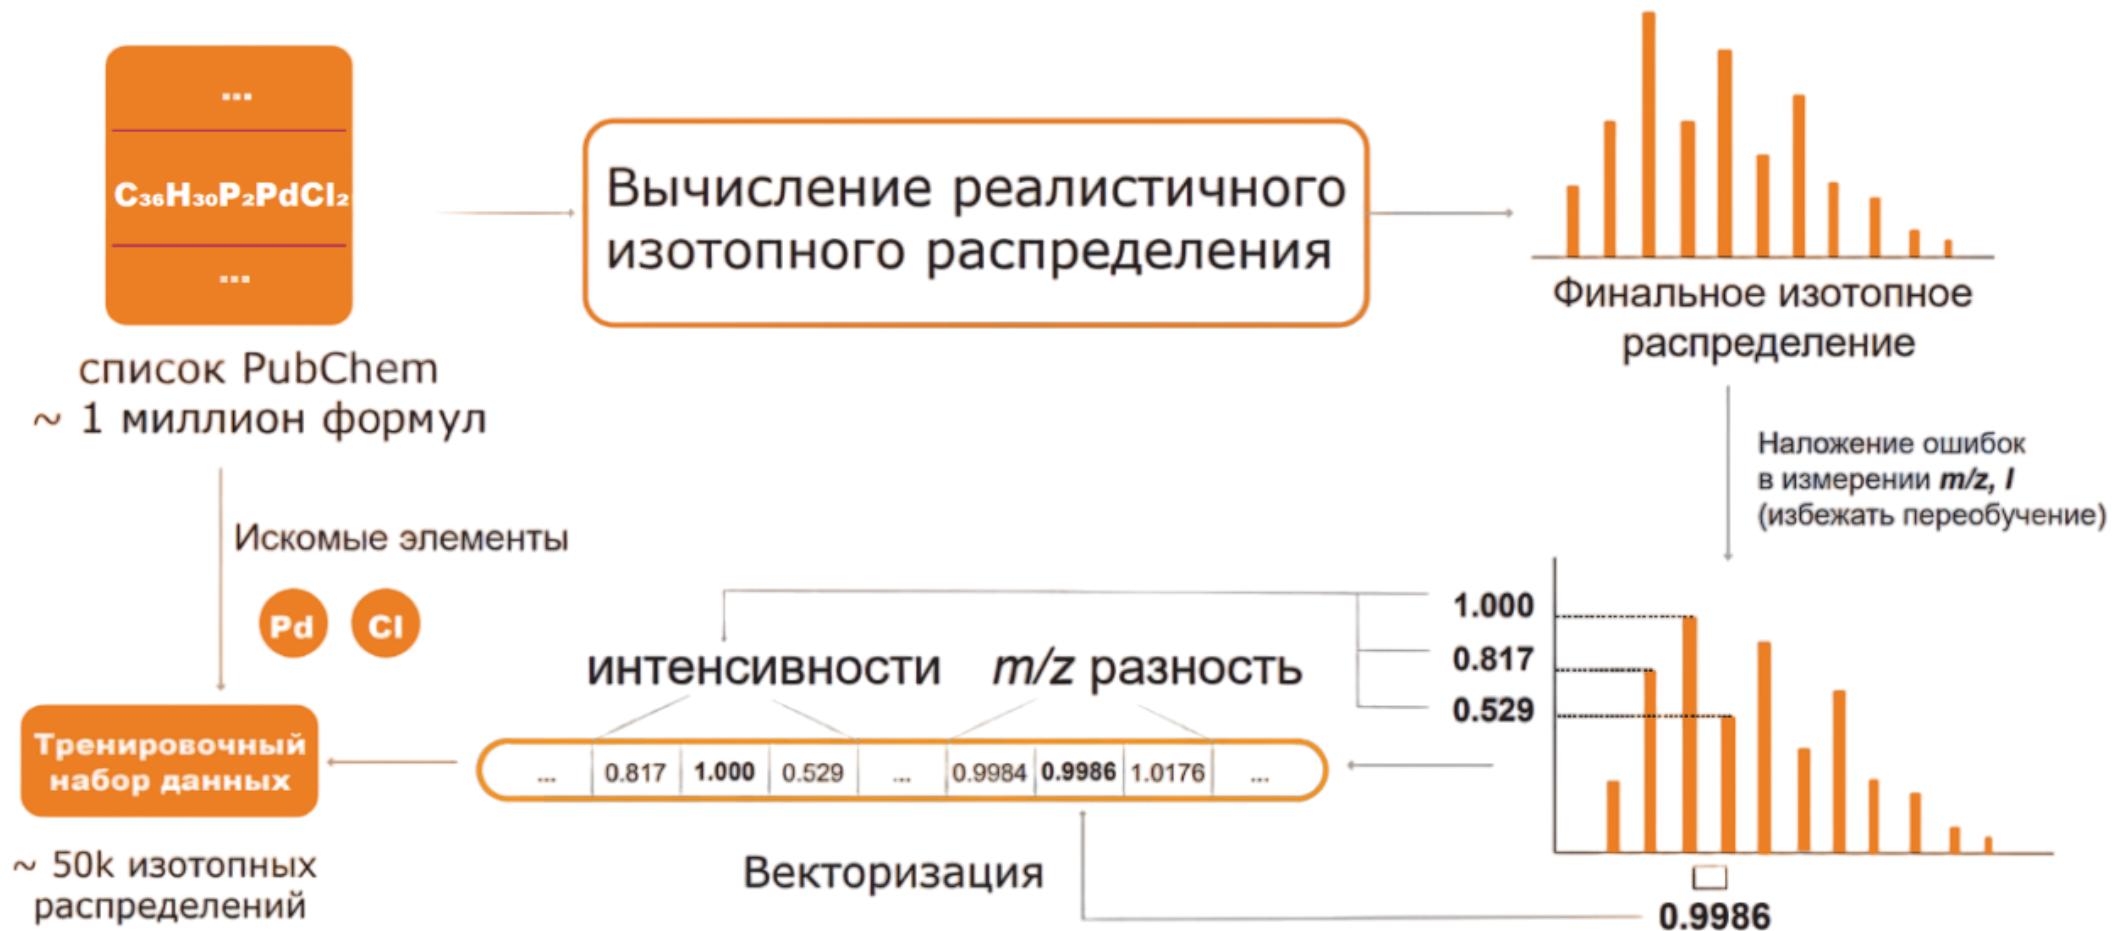 ...
C₃₆H₃₀P₂PdCl₂
...
список PubChem
~ 1 миллион формул
Вычисление реалистичного
изотопного распределения
Финальное изотопное
распределение
Наложение ошибок
в измерении m/z, I
(избежать переобучение)
Искомые элементы
Pd
Cl
1.000
0.817
0.529
0.9986
интенсивности
m/z разность
... 0.817 1.000 0.529 ... 0.9984 0.9986 1.0176 ...
Векторизация
Тренировочный
набор данных
~ 50k изотопных
распределений